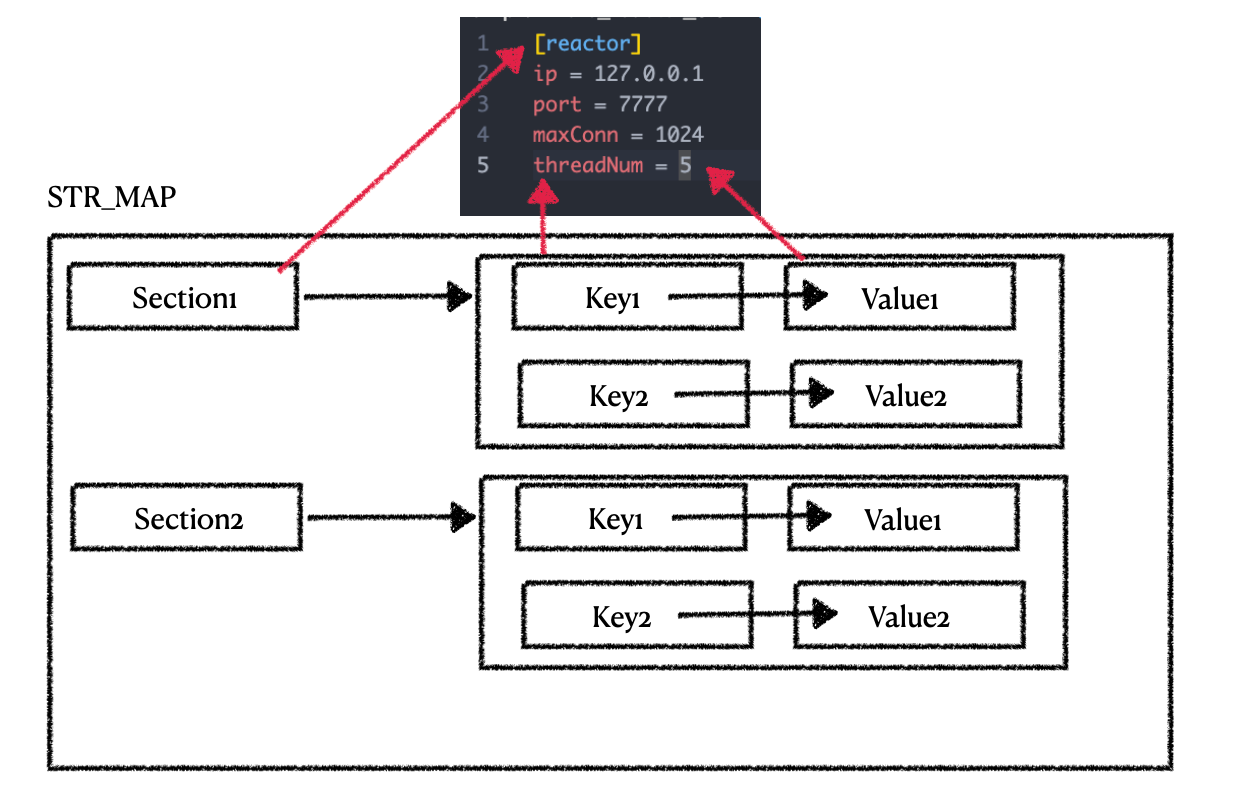 1 [reactor]
2 ip = 127.0.0.1
3 port = 7777
4 maxConn = 1024
5 threadNum = 5
STR_MAP
Section1
Key1
Value1
Key2
Value2
Section2
Key1
Value1
Key2
Value2